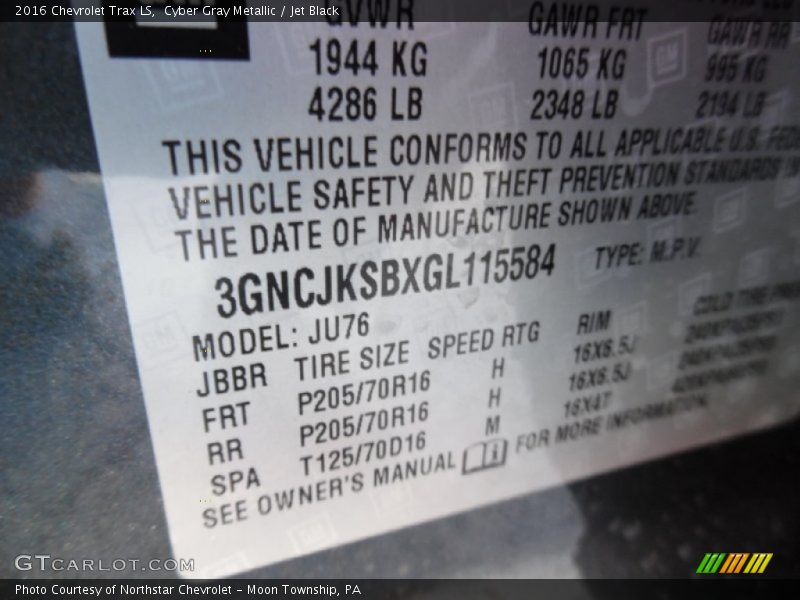 2016 Chevrolet Trax LS, Cyber Gray Metallic / Jet Black
GVWR GAWR FRT GAWR RR
1944 KG 1065 KG 995 KG
4286 LB 2348 LB 2194 LB
THIS VEHICLE CONFORMS TO ALL APPLICABLE U.S.
VEHICLE SAFETY AND THEFT PREVENTION STANDARDS
THE DATE OF MANUFACTURE SHOWN ABOVE.
3GNCJKSBXGL115584 TYPE: M.P.V.
MODEL: JU76
JBBR TIRE SIZE SPEED RTG RIM COLD TIRE
FRT P205/70R16 H 16X6.5J
RR P205/70R16 H 16X6.5J
SPA T125/70D16 M 16X4T
SEE OWNER'S MANUAL FOR MORE INFORMATION.
GTCARLOT.COM
Photo Courtesy of Northstar Chevrolet - Moon Township, PA